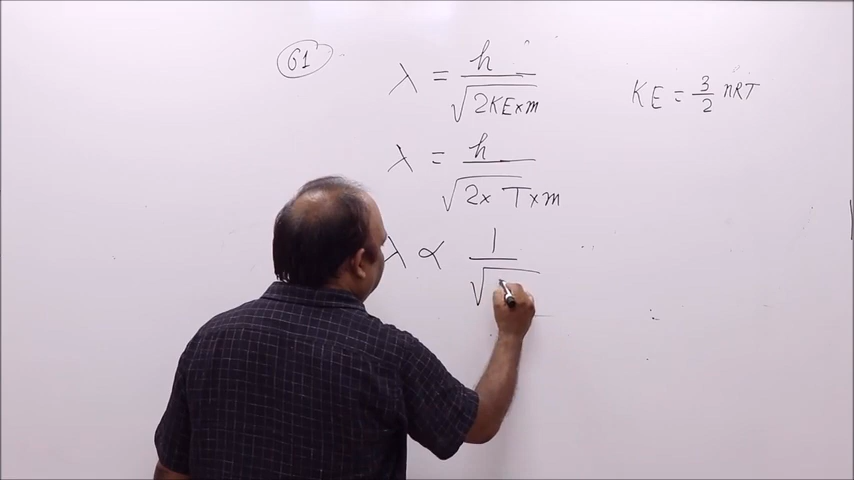 61
λ = h / √2KE×m
KE = 3/2 nRT
λ = h / √2× T×m
λ ∝ 1 / √